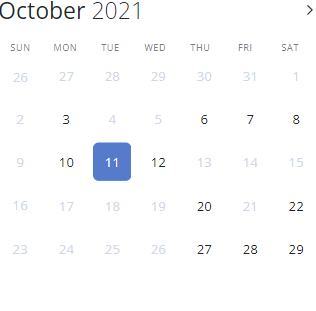 October 2021
SUN MON TUE WED THU FRI SAT
26 27 28 29 30 31 1
2 3 4 5 6 7 8
9 10 11 12 13 14 15
16 17 18 19 20 21 22
23 24 25 26 27 28 29